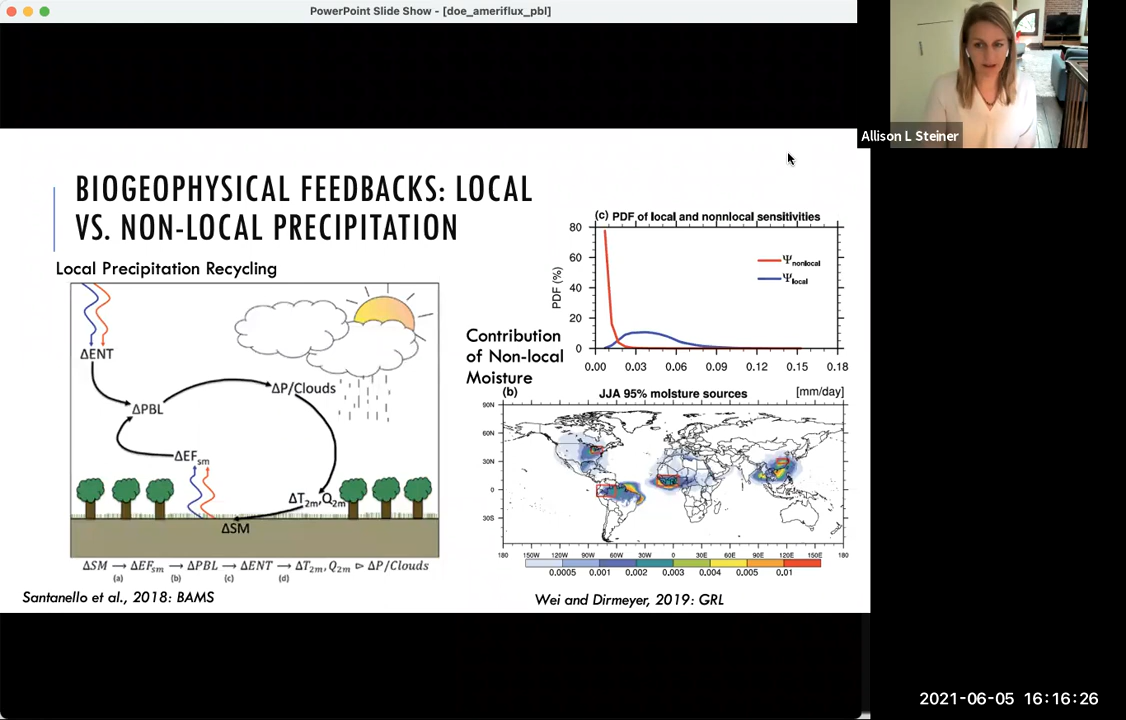 PowerPoint Slide Show - [doe_ameriflux_pbl]
Allison L Steiner
BIOGEOPHYSICAL FEEDBACKS: LOCAL
VS. NON-LOCAL PRECIPITATION
Local Precipitation Recycling
ΔENT
ΔPBL
ΔP/Clouds
ΔEFsm
ΔT2m,Q2m
ΔSM
ΔSM → ΔEFsm → ΔPBL → ΔENT → ΔT2m, Q2m ⊳ ΔP/Clouds
(a) (b) (c) (d)
Santanello et al., 2018: BAMS
Contribution
of Non-local
Moisture
(c) PDF of local and nonnlocal sensitivities
PDF (%)
80
60
40
20
0
Ψnonlocal
Ψlocal
0.00 0.03 0.06 0.09 0.12 0.15 0.18
(b) JJA 95% moisture sources [mm/day]
90N
60N
30N
0
30S
180 150W 120W 90W 60W 30W 0 30E 60E 90E 120E 150E 180
0.0005 0.001 0.002 0.003 0.004 0.005 0.01
Wei and Dirmeyer, 2019: GRL
2021-06-05 16:16:26